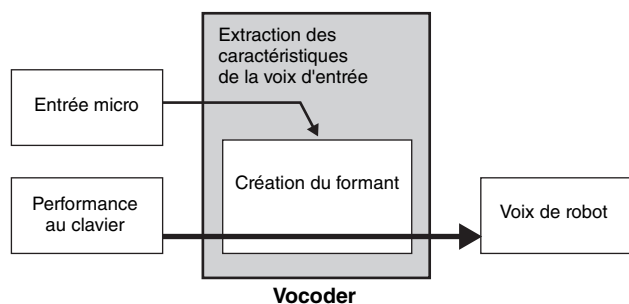 Extraction des
caractéristiques
de la voix d'entrée
Entrée micro
Création du formant
Performance
au clavier
Voix de robot
Vocoder